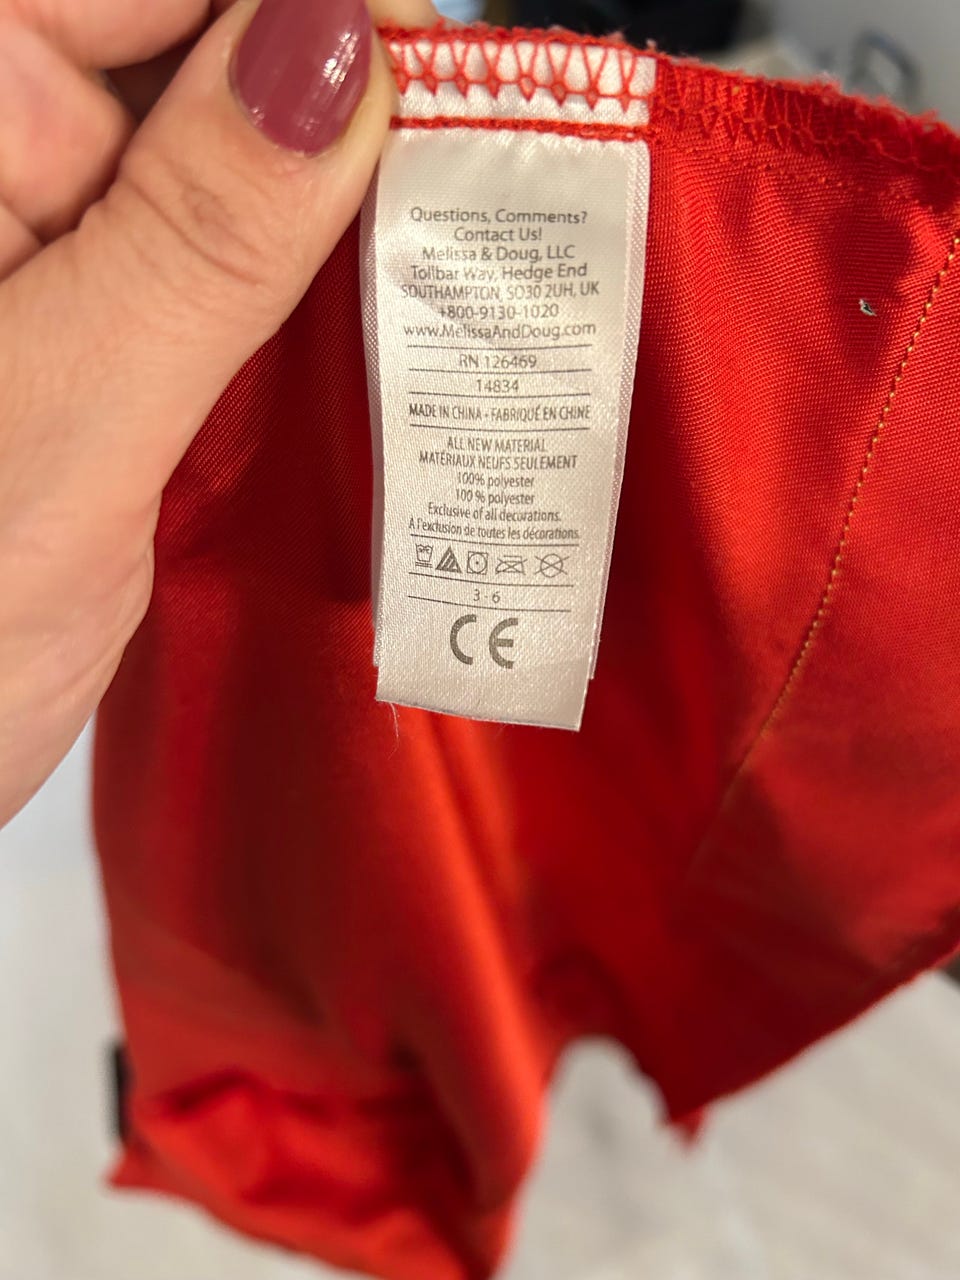 Questions, Comments?
Contact Us!
Melissa & Doug, LLC
Tollbar Way, Hedge End
SOUTHAMPTON, SO30 2UH, UK
+800-9130-1020
www.MelissaAndDoug.com
RN 126469
14834
MADE IN CHINA • FABRIQUÉ EN CHINE
ALL NEW MATERIAL
MATÉRIAUX NEUFS SEULEMENT
100% polyester
100 % polyester
Exclusive of all decorations.
A l'exclusion de toutes les décorations.
3 - 6
CE